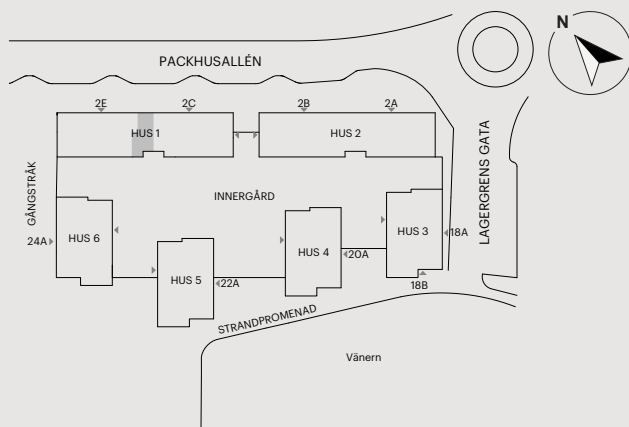 N
PACKHUSALLÉN
2E
2C
2B
2A
HUS 1
HUS 2
LAGERGRENS GATA
GÅNGSTRÅK
INNERGÅRD
24A
HUS 6
HUS 3
18A
HUS 4
20A
HUS 5
22A
18B
STRANDPROMENAD
Vänern